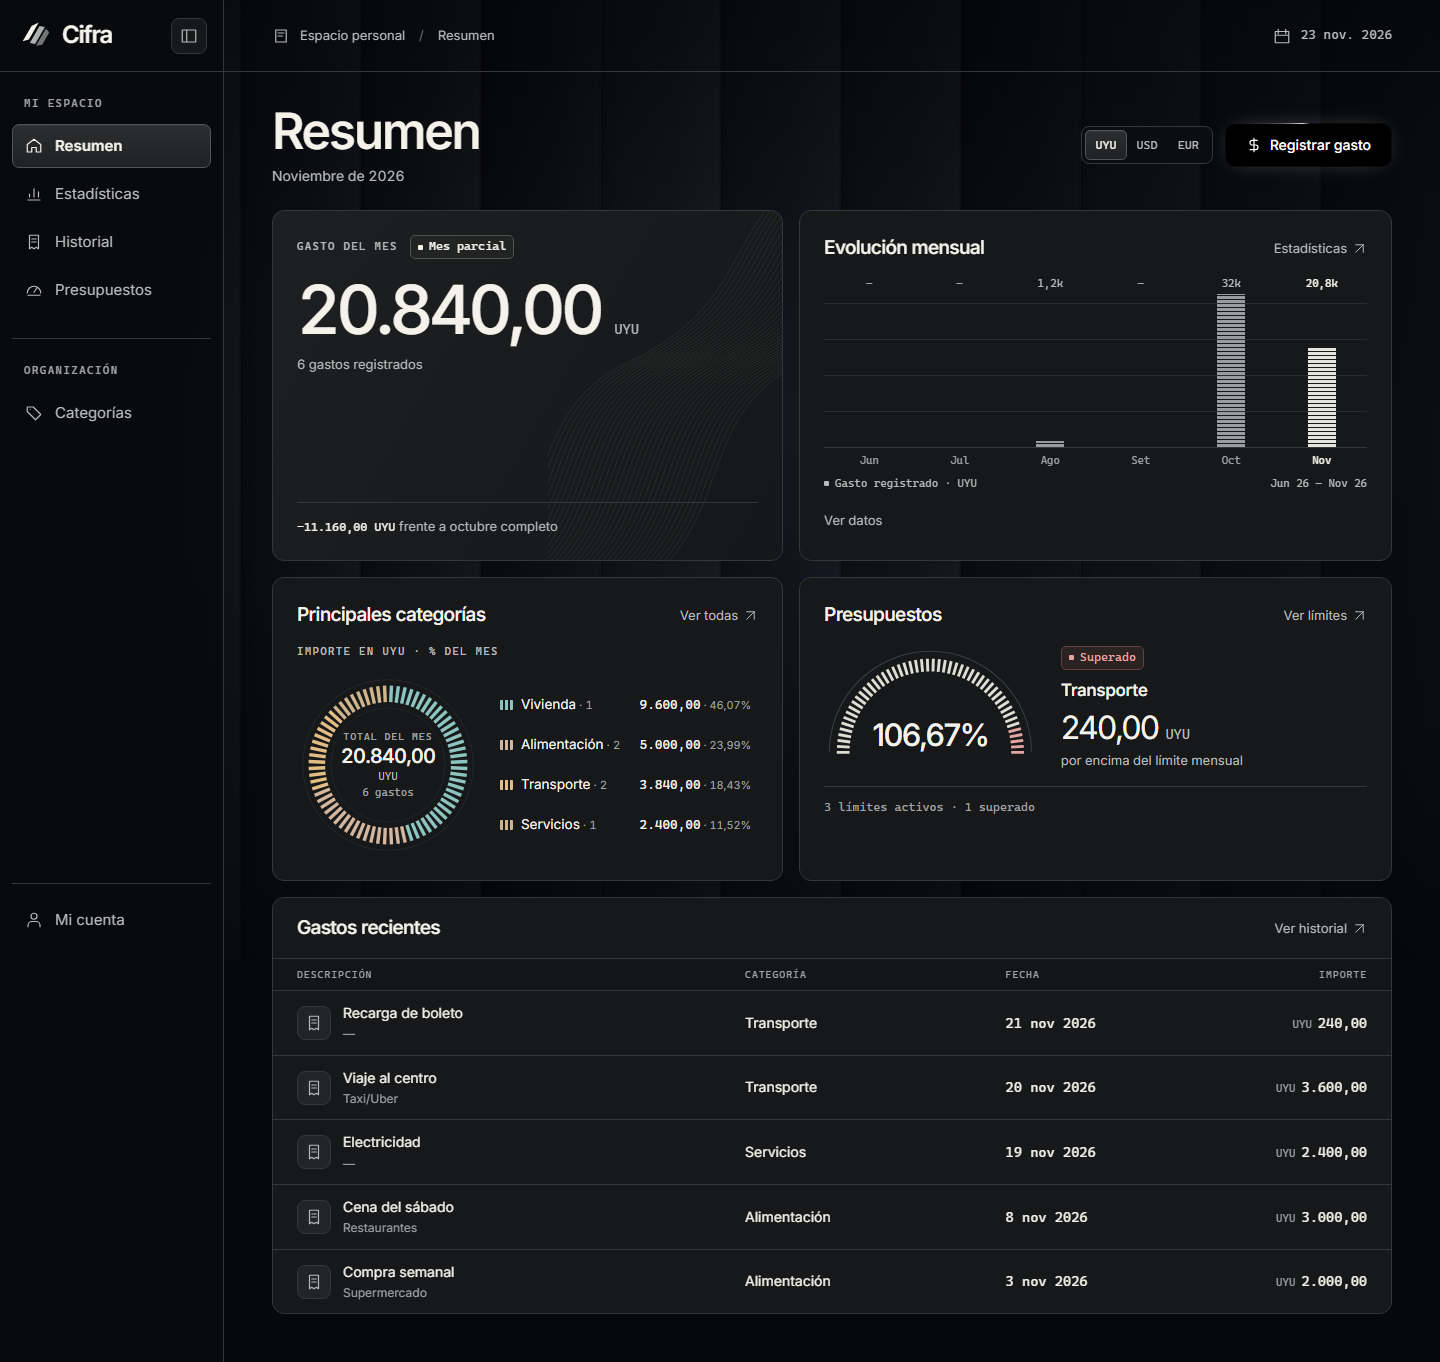 Cifra
MI ESPACIO
Resumen
Estadísticas
Historial
Presupuestos
ORGANIZACIÓN
Categorías
Mi cuenta
Espacio personal / Resumen
23 nov. 2026
Resumen
Noviembre de 2026
UYU USD EUR
Registrar gasto
GASTO DEL MES
Mes parcial
20.840,00 UYU
6 gastos registrados
−11.160,00 UYU frente a octubre completo
Evolución mensual
Estadísticas
— — 1,2k — 32k 20,8k
Jun Jul Ago Set Oct Nov
Gasto registrado · UYU
Jun 26 – Nov 26
Ver datos
Principales categorías
Ver todas
IMPORTE EN UYU · % DEL MES
TOTAL DEL MES
20.840,00
UYU
6 gastos
Vivienda · 1 9.600,00 · 46,07%
Alimentación · 2 5.000,00 · 23,99%
Transporte · 2 3.840,00 · 18,43%
Servicios · 1 2.400,00 · 11,52%
Presupuestos
Ver límites
106,67%
Superado
Transporte
240,00 UYU
por encima del límite mensual
3 límites activos · 1 superado
Gastos recientes
Ver historial
DESCRIPCIÓN CATEGORÍA FECHA IMPORTE
Recarga de boleto
—
Transporte 21 nov 2026 UYU 240,00
Viaje al centro
Taxi/Uber
Transporte 20 nov 2026 UYU 3.600,00
Electricidad
—
Servicios 19 nov 2026 UYU 2.400,00
Cena del sábado
Restaurantes
Alimentación 8 nov 2026 UYU 3.000,00
Compra semanal
Supermercado
Alimentación 3 nov 2026 UYU 2.000,00